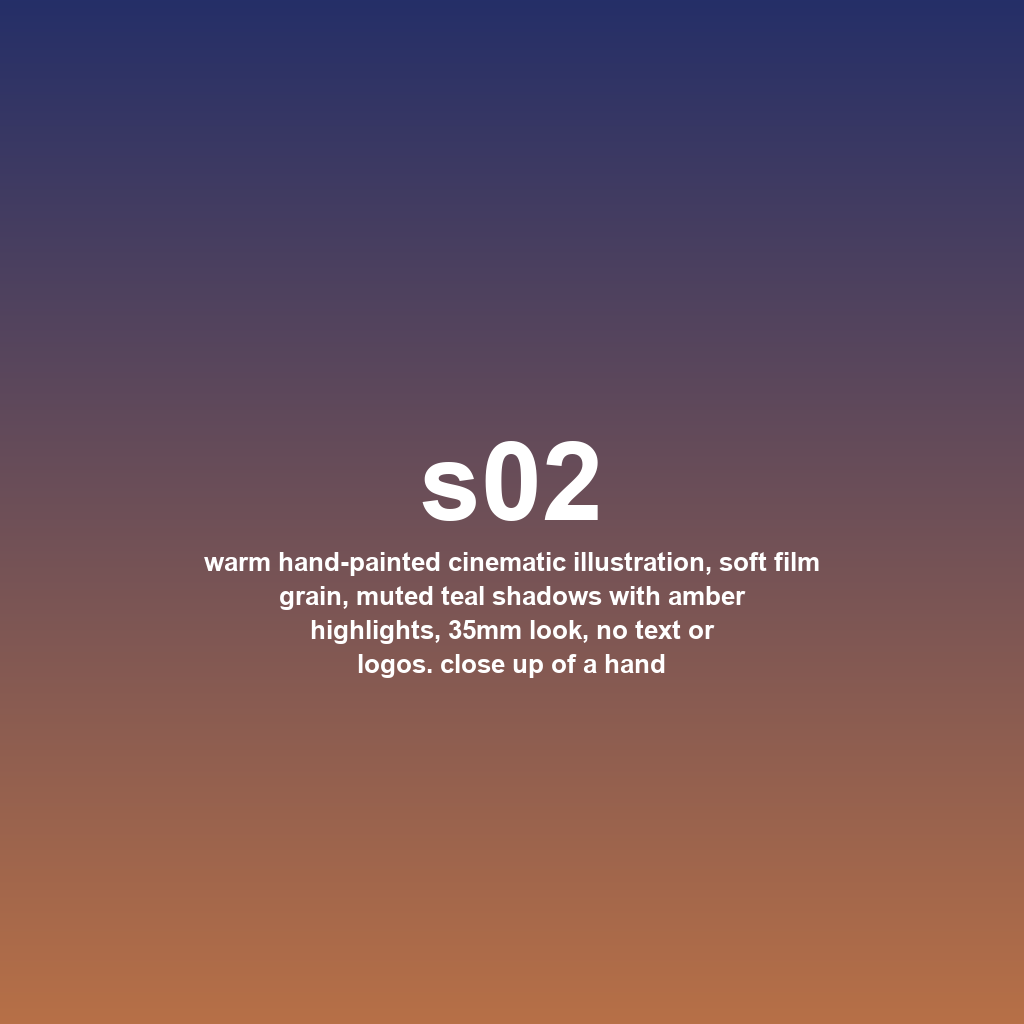 s02
warm hand-painted cinematic illustration, soft film
grain, muted teal shadows with amber
highlights, 35mm look, no text or
logos. close up of a hand